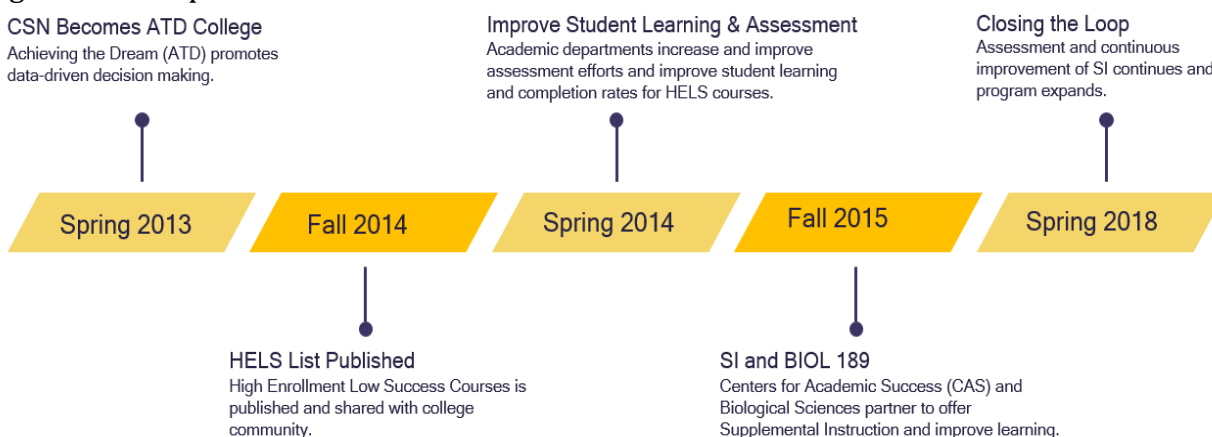 CSN Becomes ATD College
Achieving the Dream (ATD) promotes
data-driven decision making.
Improve Student Learning & Assessment
Academic departments increase and improve
assessment efforts and improve student learning
and completion rates for HELS courses.
Closing the Loop
Assessment and continuous
improvement of SI continues and
program expands.
Spring 2013
Fall 2014
Spring 2014
Fall 2015
Spring 2018
HELS List Published
High Enrollment Low Success Courses is
published and shared with college
community.
SI and BIOL 189
Centers for Academic Success (CAS) and
Biological Sciences partner to offer
Supplemental Instruction and improve learning.